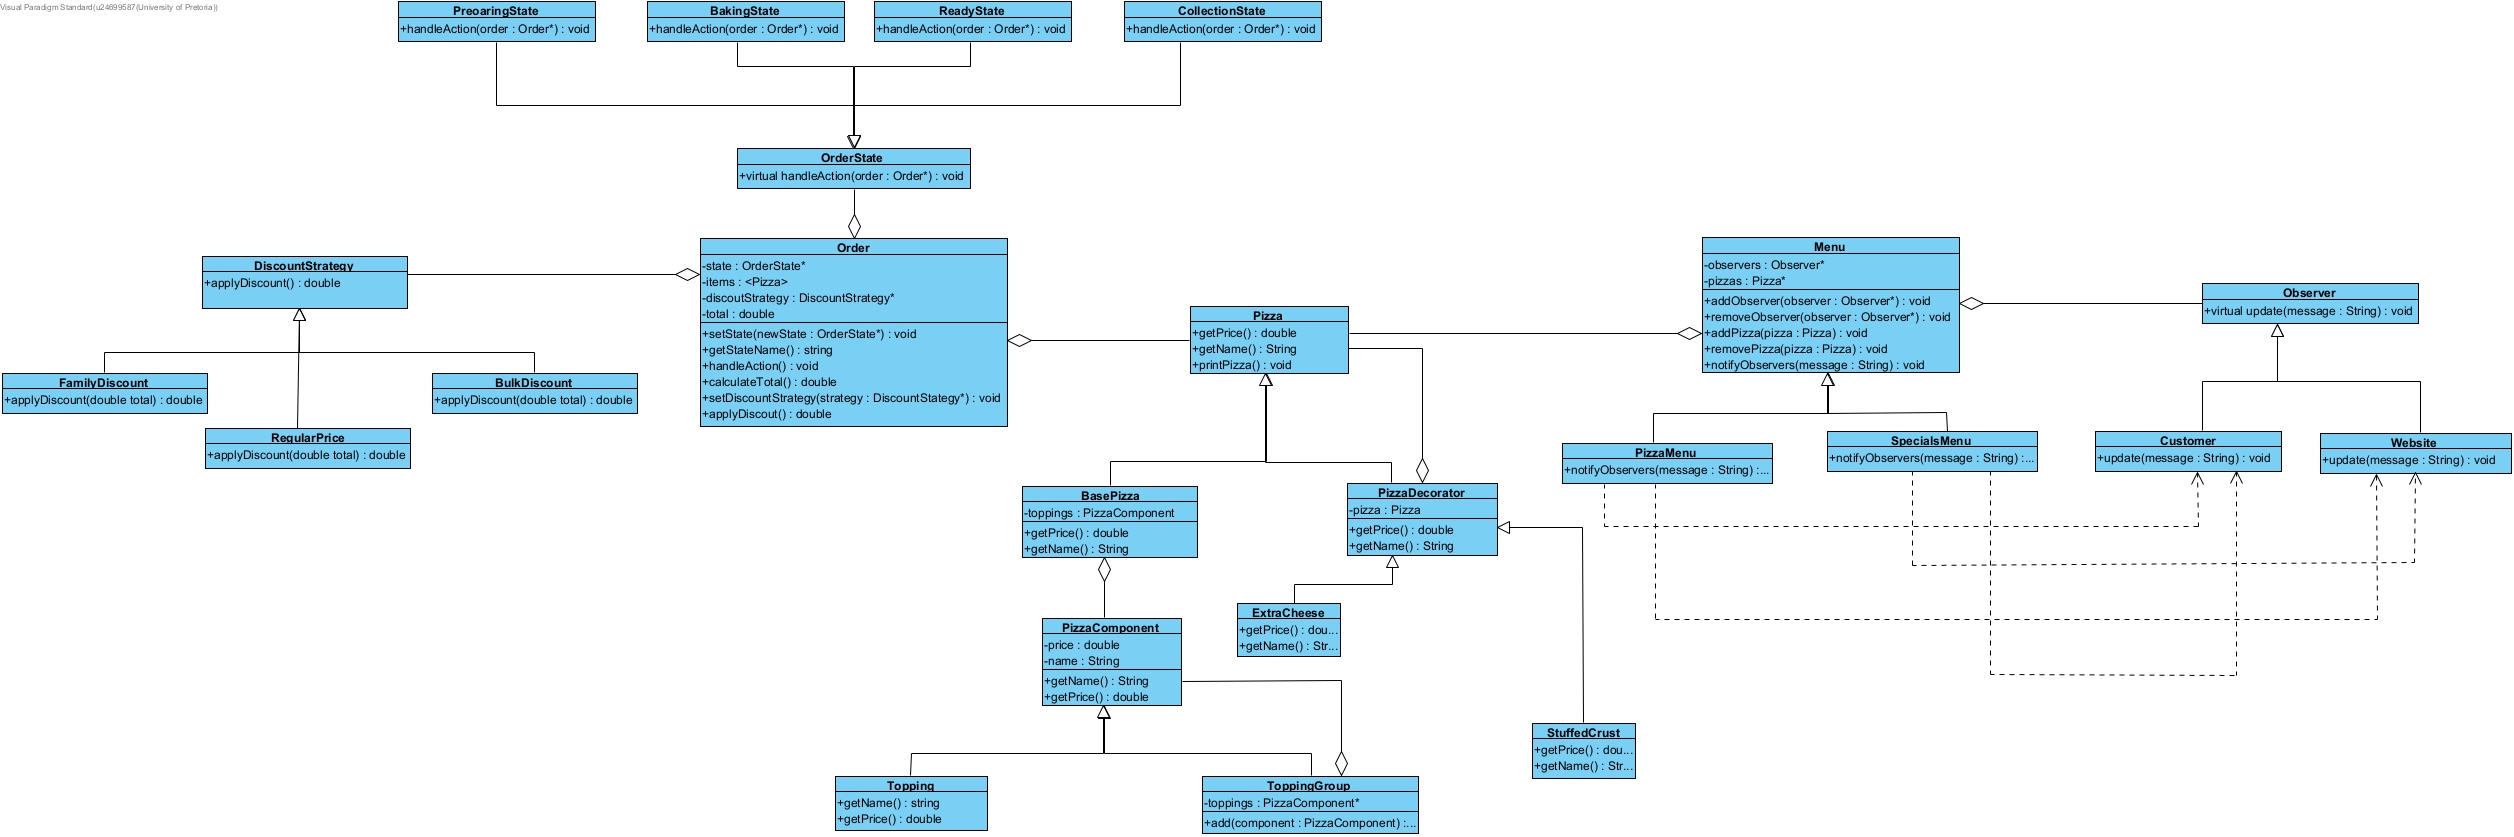 Visual Paradigm Standard(u24699587(University of Pretoria))
PreoaringState
+handleAction(order : Order*) : void
BakingState
+handleAction(order : Order*) : void
ReadyState
+handleAction(order : Order*) : void
CollectionState
+handleAction(order : Order*) : void
OrderState
+virtual handleAction(order : Order*) : void
DiscountStrategy
+applyDiscount() : double
FamilyDiscount
+applyDiscount(double total) : double
BulkDiscount
+applyDiscount(double total) : double
RegularPrice
+applyDiscount(double total) : double
Order
-state : OrderState*
-items : <Pizza>
-discoutStrategy : DiscountStrategy*
-total : double
+setState(newState : OrderState*) : void
+getStateName() : string
+handleAction() : void
+calculateTotal() : double
+setDiscountStrategy(strategy : DiscountStategy*) : void
+applyDiscout() : double
Pizza
+getPrice() : double
+getName() : String
+printPizza() : void
Menu
-observers : Observer*
-pizzas : Pizza*
+addObserver(observer : Observer*) : void
+removeObserver(observer : Observer*) : void
+addPizza(pizza : Pizza) : void
+removePizza(pizza : Pizza) : void
+notifyObservers(message : String) : void
Observer
+virtual update(message : String) : void
PizzaMenu
+notifyObservers(message : String) :...
SpecialsMenu
+notifyObservers(message : String) :...
Customer
+update(message : String) : void
Website
+update(message : String) : void
BasePizza
-toppings : PizzaComponent
+getPrice() : double
+getName() : String
PizzaDecorator
-pizza : Pizza
+getPrice() : double
+getName() : String
ExtraCheese
+getPrice() : dou...
+getName() : Str...
PizzaComponent
-price : double
-name : String
+getName() : String
+getPrice() : double
StuffedCrust
+getPrice() : dou...
+getName() : Str...
Topping
+getName() : string
+getPrice() : double
ToppingGroup
-toppings : PizzaComponent*
+add(component : PizzaComponent) :...